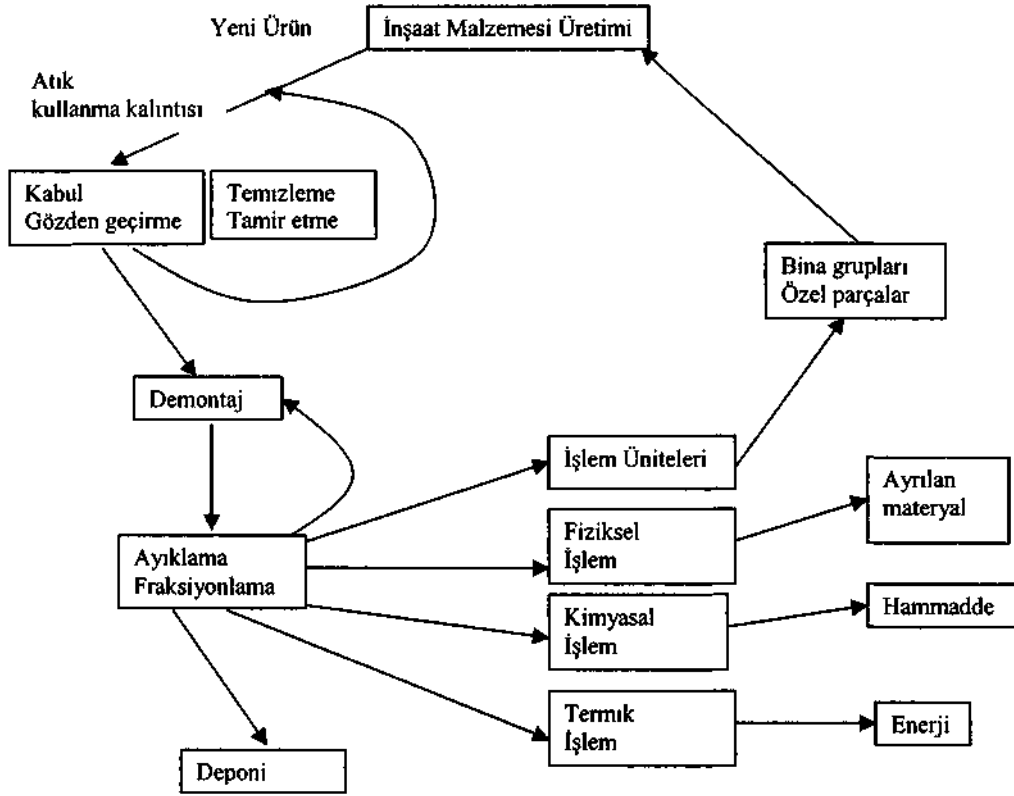 Yeni Ürün
İnşaat Malzemesi Üretimi
Atık
kullanma kalıntısı
Kabul
Gözden geçirme
Temızleme
Tamir etme
Bina grupları
Özel parçalar
Demontaj
İşlem Üniteleri
Ayrılan
materyal
Fiziksel
İşlem
Ayıklama
Fraksiyonlama
Kimyasal
İşlem
Hammadde
Termık
İşlem
Enerji
Deponi